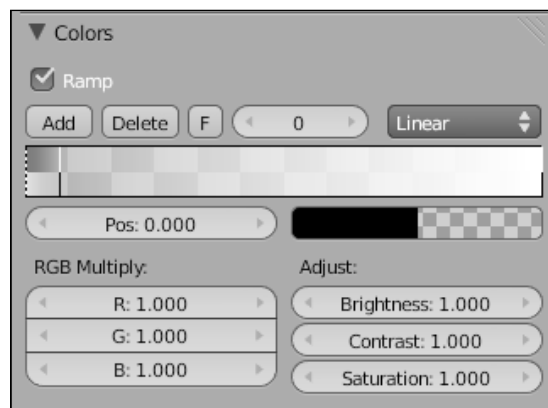 Colors
Ramp
Add Delete F 0 Linear
Pos: 0.000
RGB Multiply: Adjust:
R: 1.000 Brightness: 1.000
G: 1.000 Contrast: 1.000
B: 1.000 Saturation: 1.000